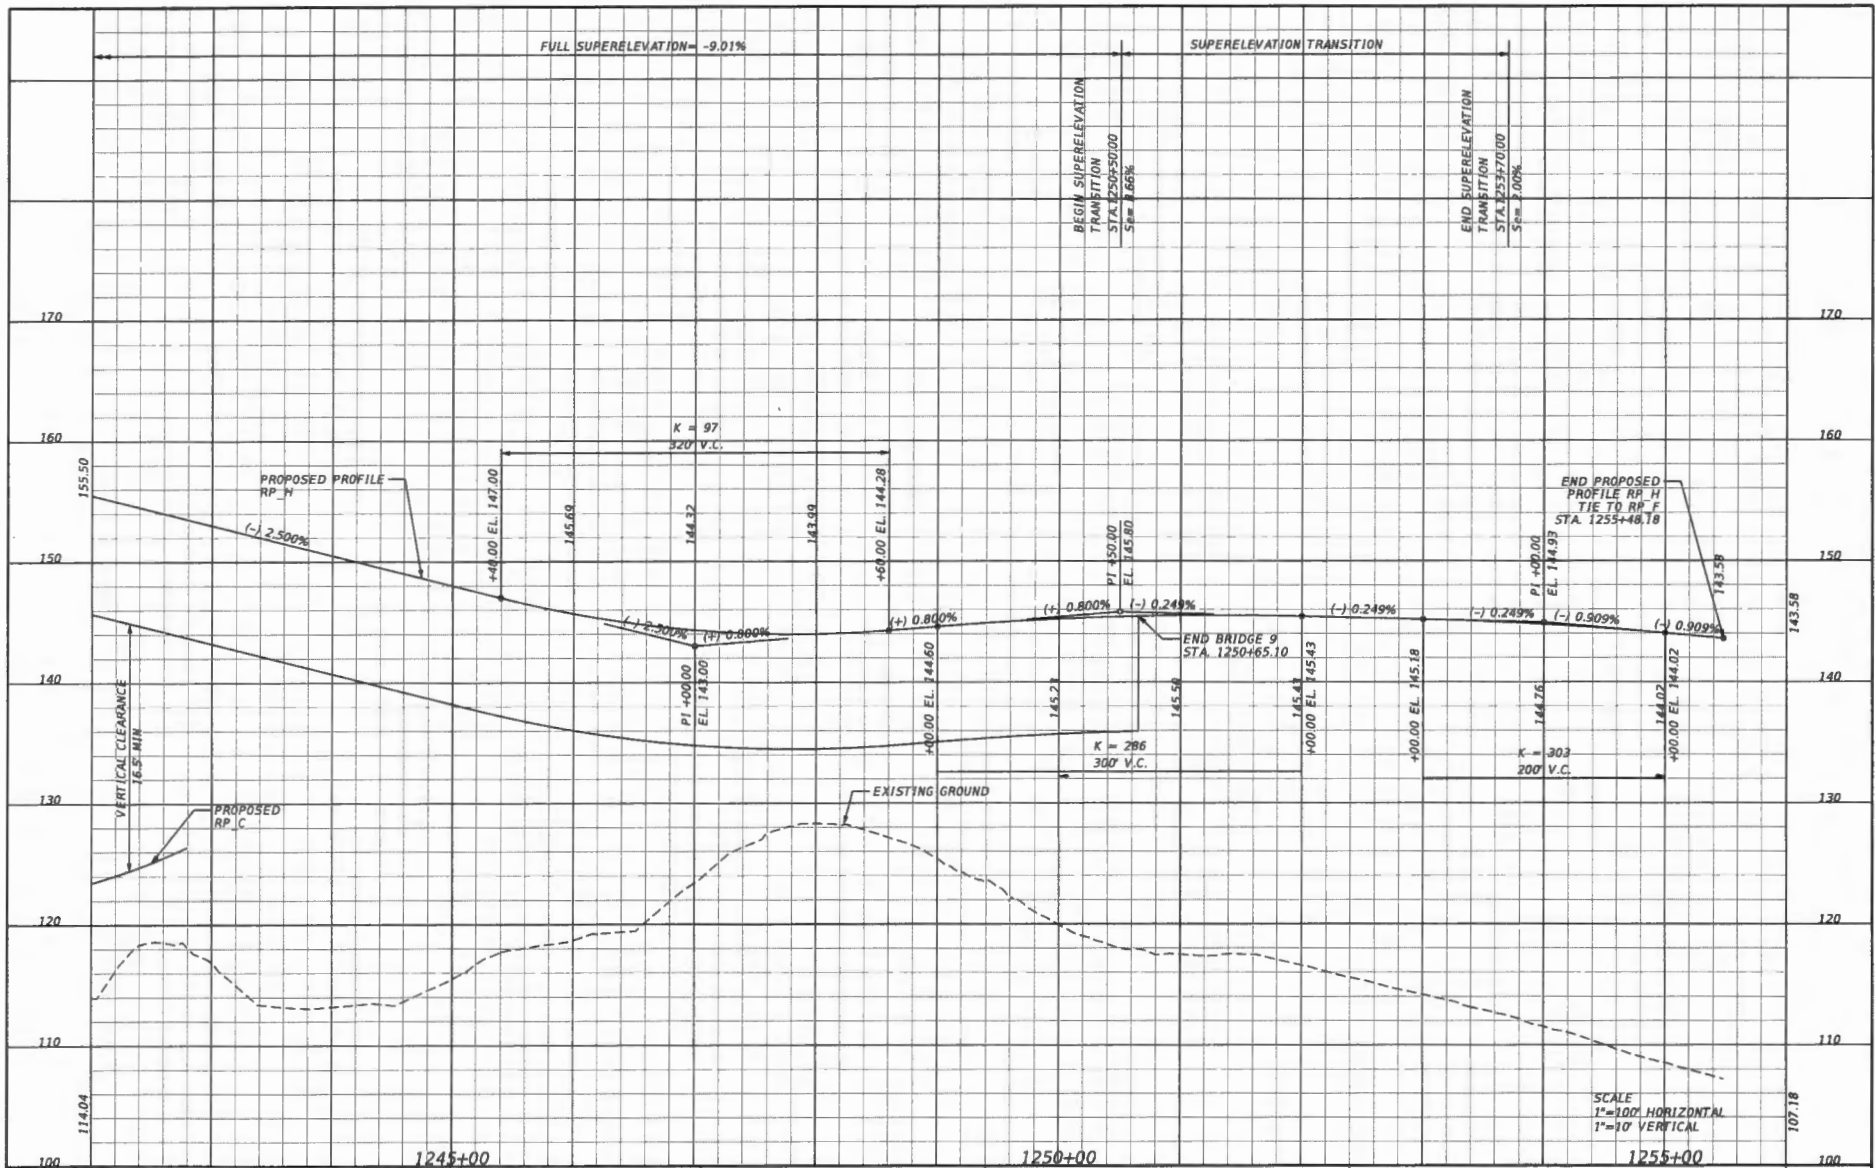 FULL SUPERELEVATION= -9.01%
SUPERELEVATION TRANSITION
BEGIN SUPERELEVATION
TRANSITION
STA.1250+50.00
END SUPERELEVATION
TRANSITION
STA.1253+70.00
Se= 2.00%
170
170
160
160
K = 97
320' V.C.
155.50
PROPOSED PROFILE
RP_H
(-) 2.500%
+40.00 EL. 147.00
145.69
144.32
143.99
+60.00 EL. 144.28
PI +50.00
EL. 145.80
END PROPOSED
PROFILE RP_H
TIE TO RP_F
STA. 1255+48.18
PI +00.00
EL. 144.93
143.58
143.58
150
150
(-) 2.500%
(+) 0.800%
(+) 0.800%
(+) 0.800%
(-) 0.249%
(-) 0.249%
(-) 0.249%
(-) 0.909%
(-) 0.909%
END BRIDGE 9
STA. 1250+65.10
PI +00.00
EL. 143.00
+00.00 EL. 144.60
145.23
145.50
145.43
+00.00 EL. 145.43
+00.00 EL. 145.18
144.76
144.02
+00.00 EL. 144.02
140
140
K = 286
300' V.C.
K = 303
200' V.C.
VERTICAL CLEARANCE
16.5' MIN.
130
130
PROPOSED
RP_C
EXISTING GROUND
120
120
110
110
114.04
107.18
SCALE
1"=100' HORIZONTAL
1"=10' VERTICAL
100
1245+00
1250+00
1255+00
100